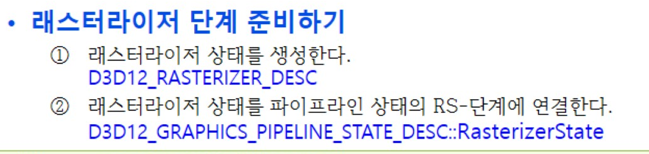 • 래스터라이저 단계 준비하기
① 래스터라이저 상태를 생성한다.
D3D12_RASTERIZER_DESC
② 래스터라이저 상태를 파이프라인 상태의 RS-단계에 연결한다.
D3D12_GRAPHICS_PIPELINE_STATE_DESC::RasterizerState